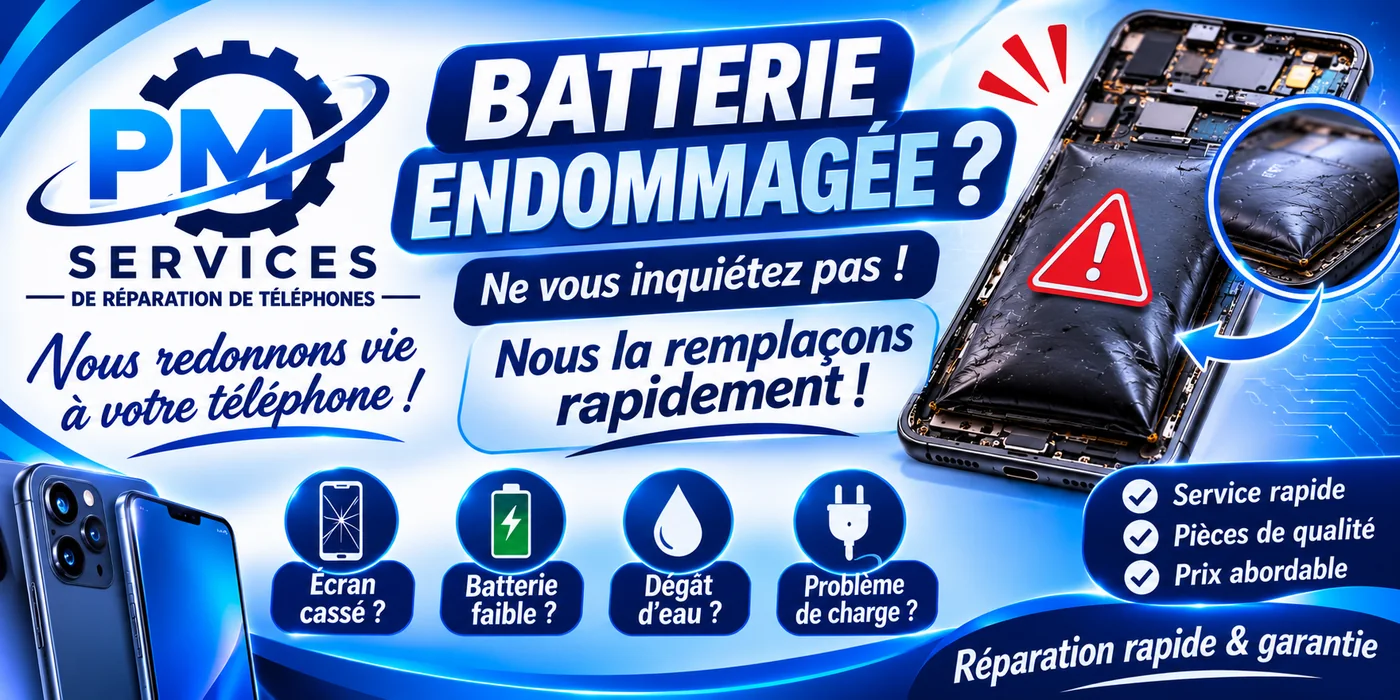 PM
SERVICES
DE RÉPARATION DE TÉLÉPHONES
Nous redonnons vie
à votre téléphone !
BATTERIE
ENDOMMAGÉE ?
Ne vous inquiétez pas !
Nous la remplaçons
rapidement !
Écran
cassé ?
Batterie
faible ?
Dégât
d'eau ?
Problème
de charge ?
Service rapide
Pièces de qualité
Prix abordable
Réparation rapide & garantie